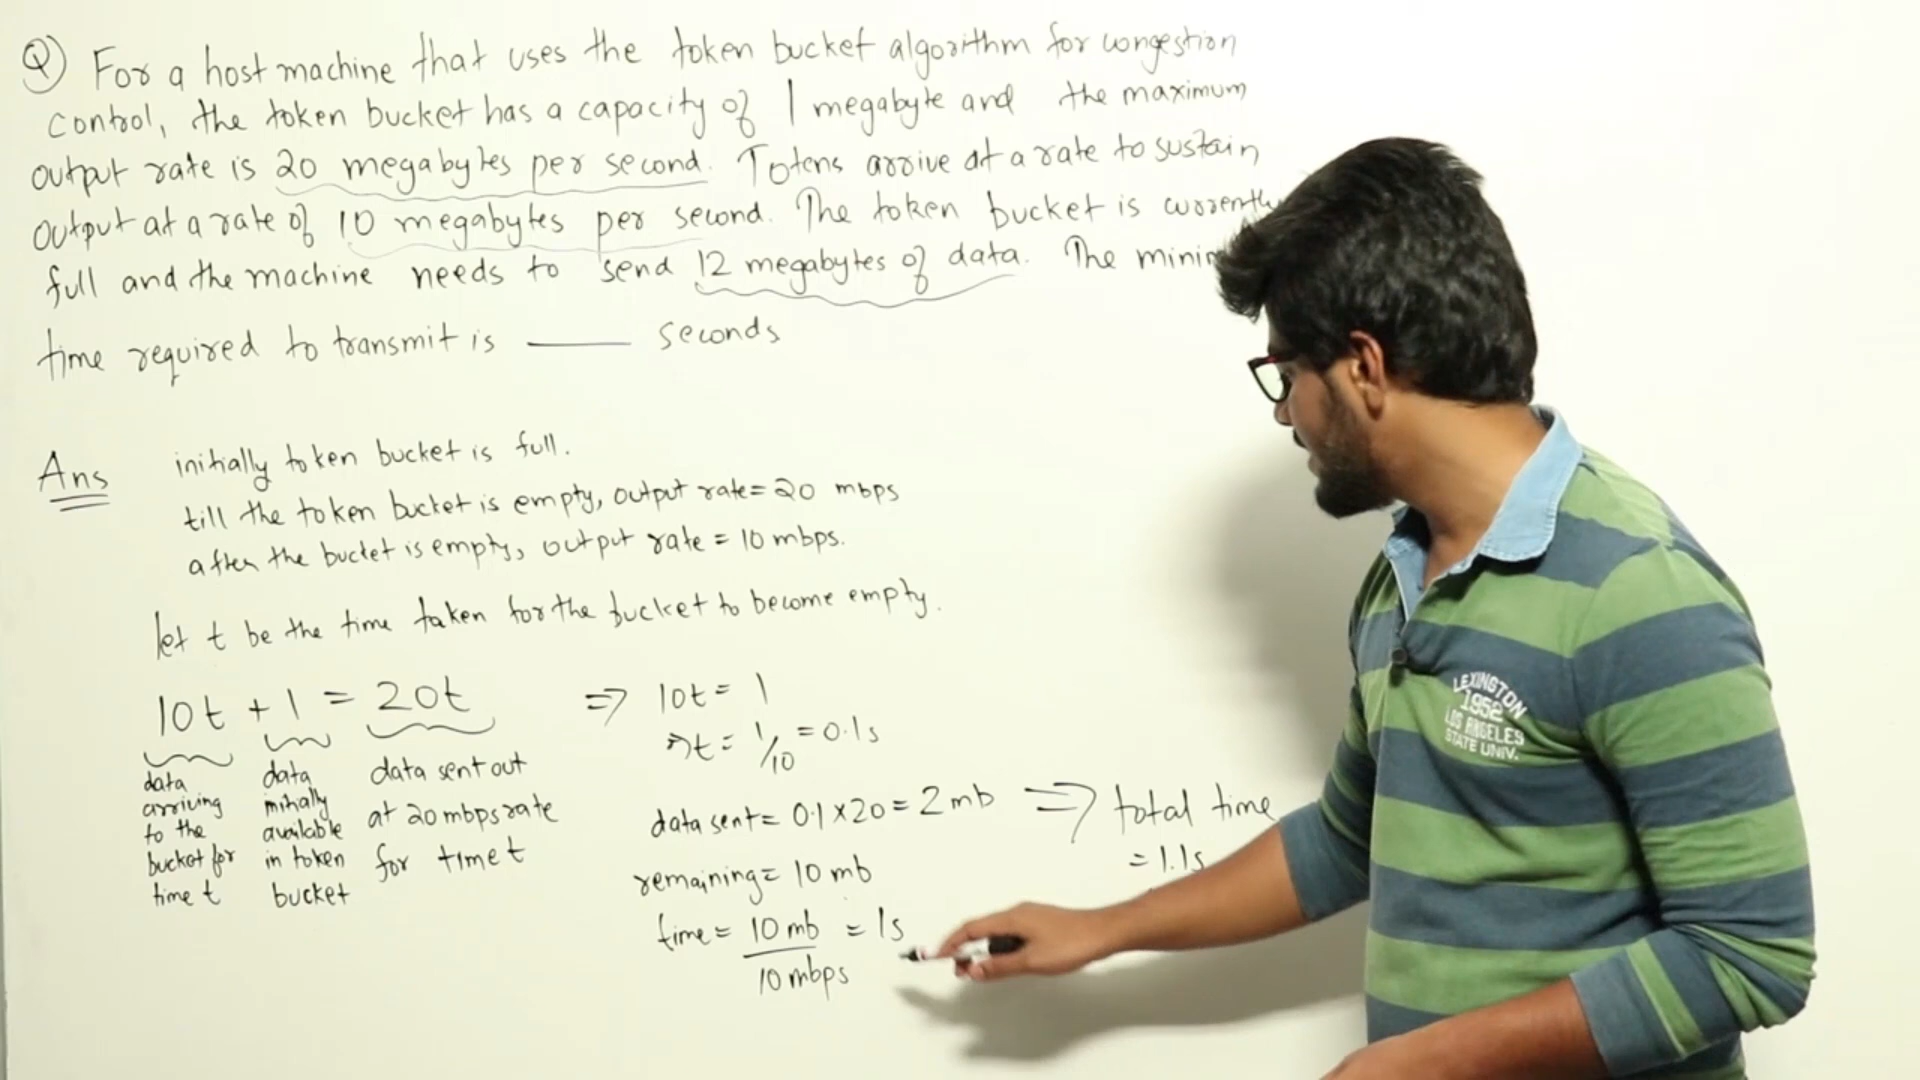 Q) For a host machine that uses the token bucket algorithm for congestion
control, the token bucket has a capacity of 1 megabyte and the maximum
output rate is 20 megabytes per second. Totens arrive at a rate to sustain
output at a rate of 10 megabytes per second. The token bucket is currently
full and the machine needs to send 12 megabytes of data. The
time required to transmit is ____ seconds
Ans initially token bucket is full.
till the token bucket is empty, output rate = 20 mbps
after the bucket is empty, output rate = 10 mbps.
let t be the time taken for the bucket to become empty.
10t + 1 = 20t
data arriving to the bucket for time t
data initially available in token bucket
data sent out at 20 mbps rate for time t
⇒ 10t = 1
⇒ t = 1/10 = 0.1s
data sent = 0.1 × 20 = 2 mb
remaining = 10 mb
time = 10 mb / 10 mbps = 1s
⇒ total time
= 1.1s
LEXINGTON
1952
LOS ANGELES
STATE UNIV.